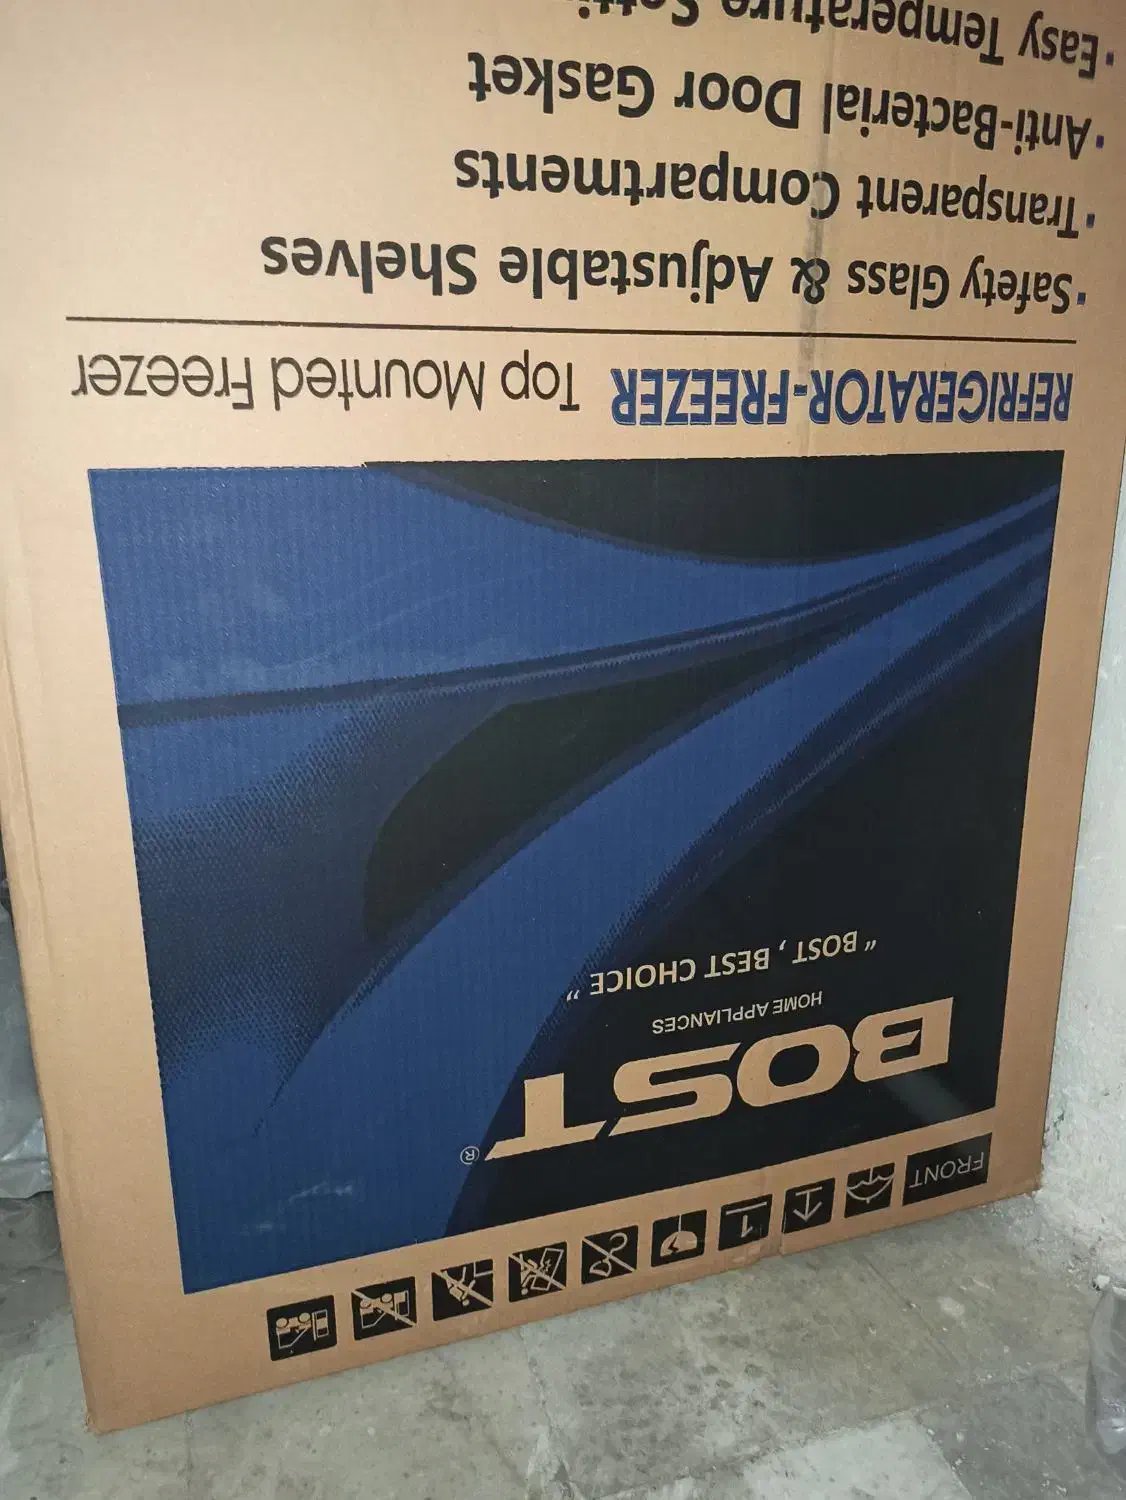 FRONT
1
BOST®
HOME APPLIANCES
" BOST , BEST CHOICE "
REFRIGERATOR-FREEZER Top Mounted Freezer
· Safety Glass & Adjustable Shelves
· Transparent Compartments
· Anti-Bacterial Door Gasket
· Easy Temperature Setting